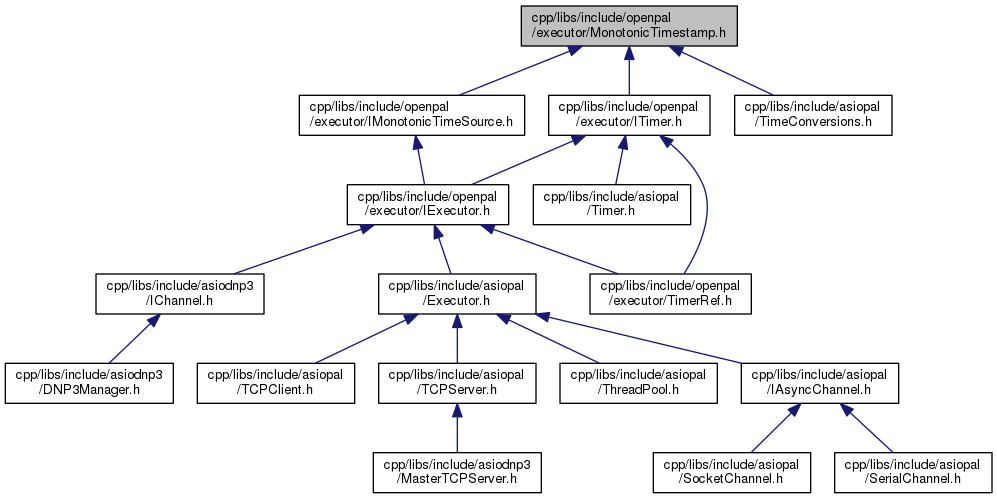 cpp/libs/include/openpal
/executor/MonotonicTimestamp.h
cpp/libs/include/openpal
/executor/IMonotonicTimeSource.h
cpp/libs/include/openpal
/executor/ITimer.h
cpp/libs/include/asiopal
/TimeConversions.h
cpp/libs/include/openpal
/executor/IExecutor.h
cpp/libs/include/asiopal
/Timer.h
cpp/libs/include/asiodnp3
/IChannel.h
cpp/libs/include/asiopal
/Executor.h
cpp/libs/include/openpal
/executor/TimerRef.h
cpp/libs/include/asiodnp3
/DNP3Manager.h
cpp/libs/include/asiopal
/TCPClient.h
cpp/libs/include/asiopal
/TCPServer.h
cpp/libs/include/asiopal
/ThreadPool.h
cpp/libs/include/asiopal
/IAsyncChannel.h
cpp/libs/include/asiodnp3
/MasterTCPServer.h
cpp/libs/include/asiopal
/SocketChannel.h
cpp/libs/include/asiopal
/SerialChannel.h